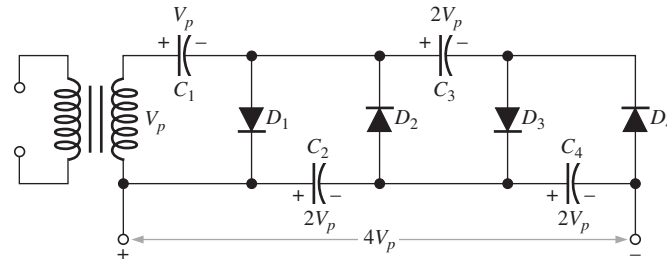 Vp
2Vp
+ –
+ –
C1
C3
Vp
D1
D2
D3
D
C2
C4
+ –
+ –
2Vp
2Vp
4Vp
+
–